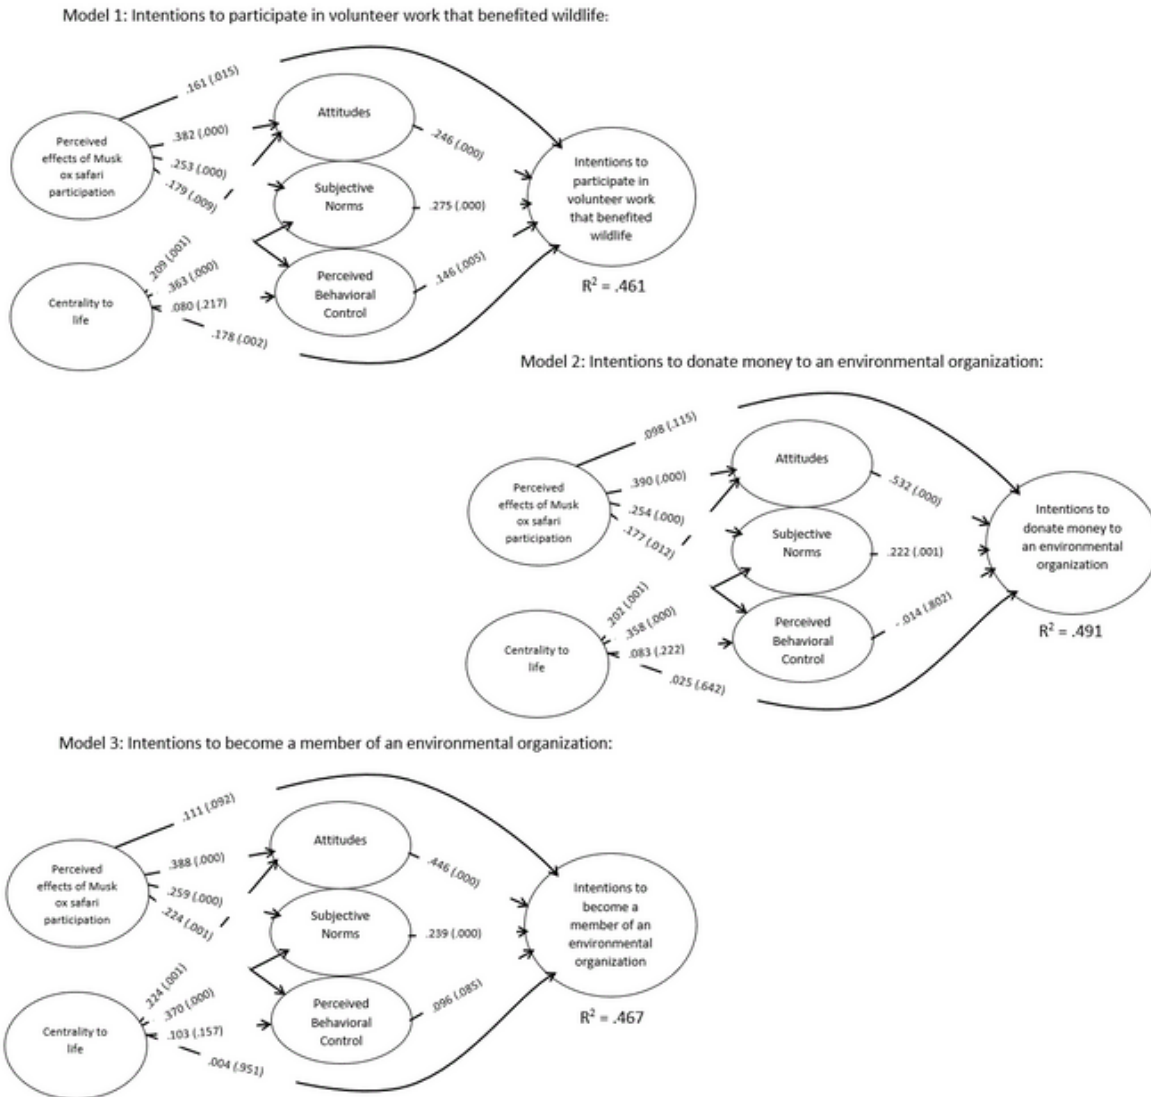 Model 1: Intentions to participate in volunteer work that benefited wildlife:
.161 (.015)
Perceived
effects of Musk
ox safari
participation
.382 (.000)
.253 (.000)
.179 (.009)
Attitudes
.246 (.000)
Subjective
Norms
.275 (.000)
Perceived
Behavioral
Control
.146 (.005)
Intentions to
participate in
volunteer work
that benefited
wildlife
R² = .461
Centrality to
life
.209 (.001)
.363 (.000)
.080 (.217)
.178 (.002)
Model 2: Intentions to donate money to an environmental organization:
.098 (.115)
Perceived
effects of Musk
ox safari
participation
.390 (.000)
.254 (.000)
.177 (.012)
Attitudes
.532 (.000)
Subjective
Norms
.222 (.001)
Perceived
Behavioral
Control
-.014 (.802)
Intentions to
donate money to
an environmental
organization
R² = .491
Centrality to
life
.202 (.001)
.358 (.000)
.083 (.222)
.025 (.642)
Model 3: Intentions to become a member of an environmental organization:
.111 (.092)
Perceived
effects of Musk
ox safari
participation
.388 (.000)
.259 (.000)
.224 (.001)
Attitudes
.446 (.000)
Subjective
Norms
.239 (.000)
Perceived
Behavioral
Control
.096 (.085)
Intentions to
become a
member of an
environmental
organization
R² = .467
Centrality to
life
.224 (.001)
.370 (.000)
.103 (.157)
.004 (.951)